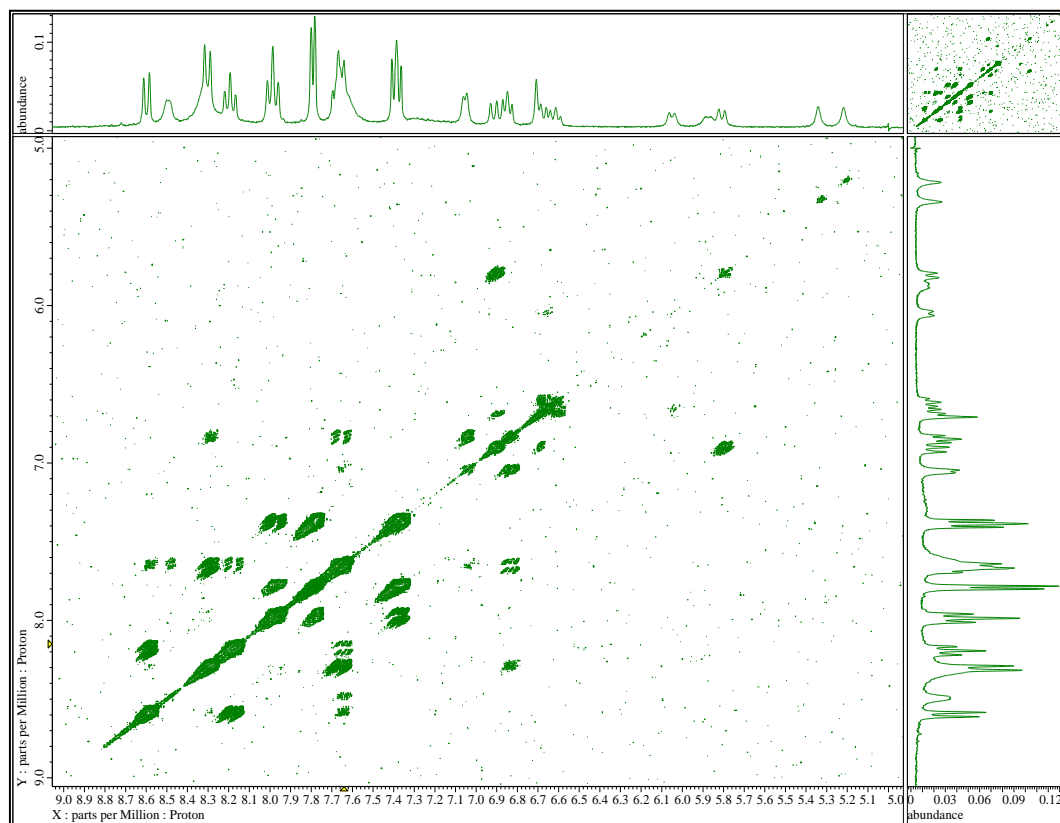 abundance
0.1
0.0
5.0
6.0
7.0
8.0
9.0
Y : parts per Million : Proton
9.0 8.9 8.8 8.7 8.6 8.5 8.4 8.3 8.2 8.1 8.0 7.9 7.8 7.7 7.6 7.5 7.4 7.3 7.2 7.1 7.0 6.9 6.8 6.7 6.6 6.5 6.4 6.3 6.2 6.1 6.0 5.9 5.8 5.7 5.6 5.5 5.4 5.3 5.2 5.1 5.0
X : parts per Million : Proton
0 0.03 0.06 0.09 0.12
abundance